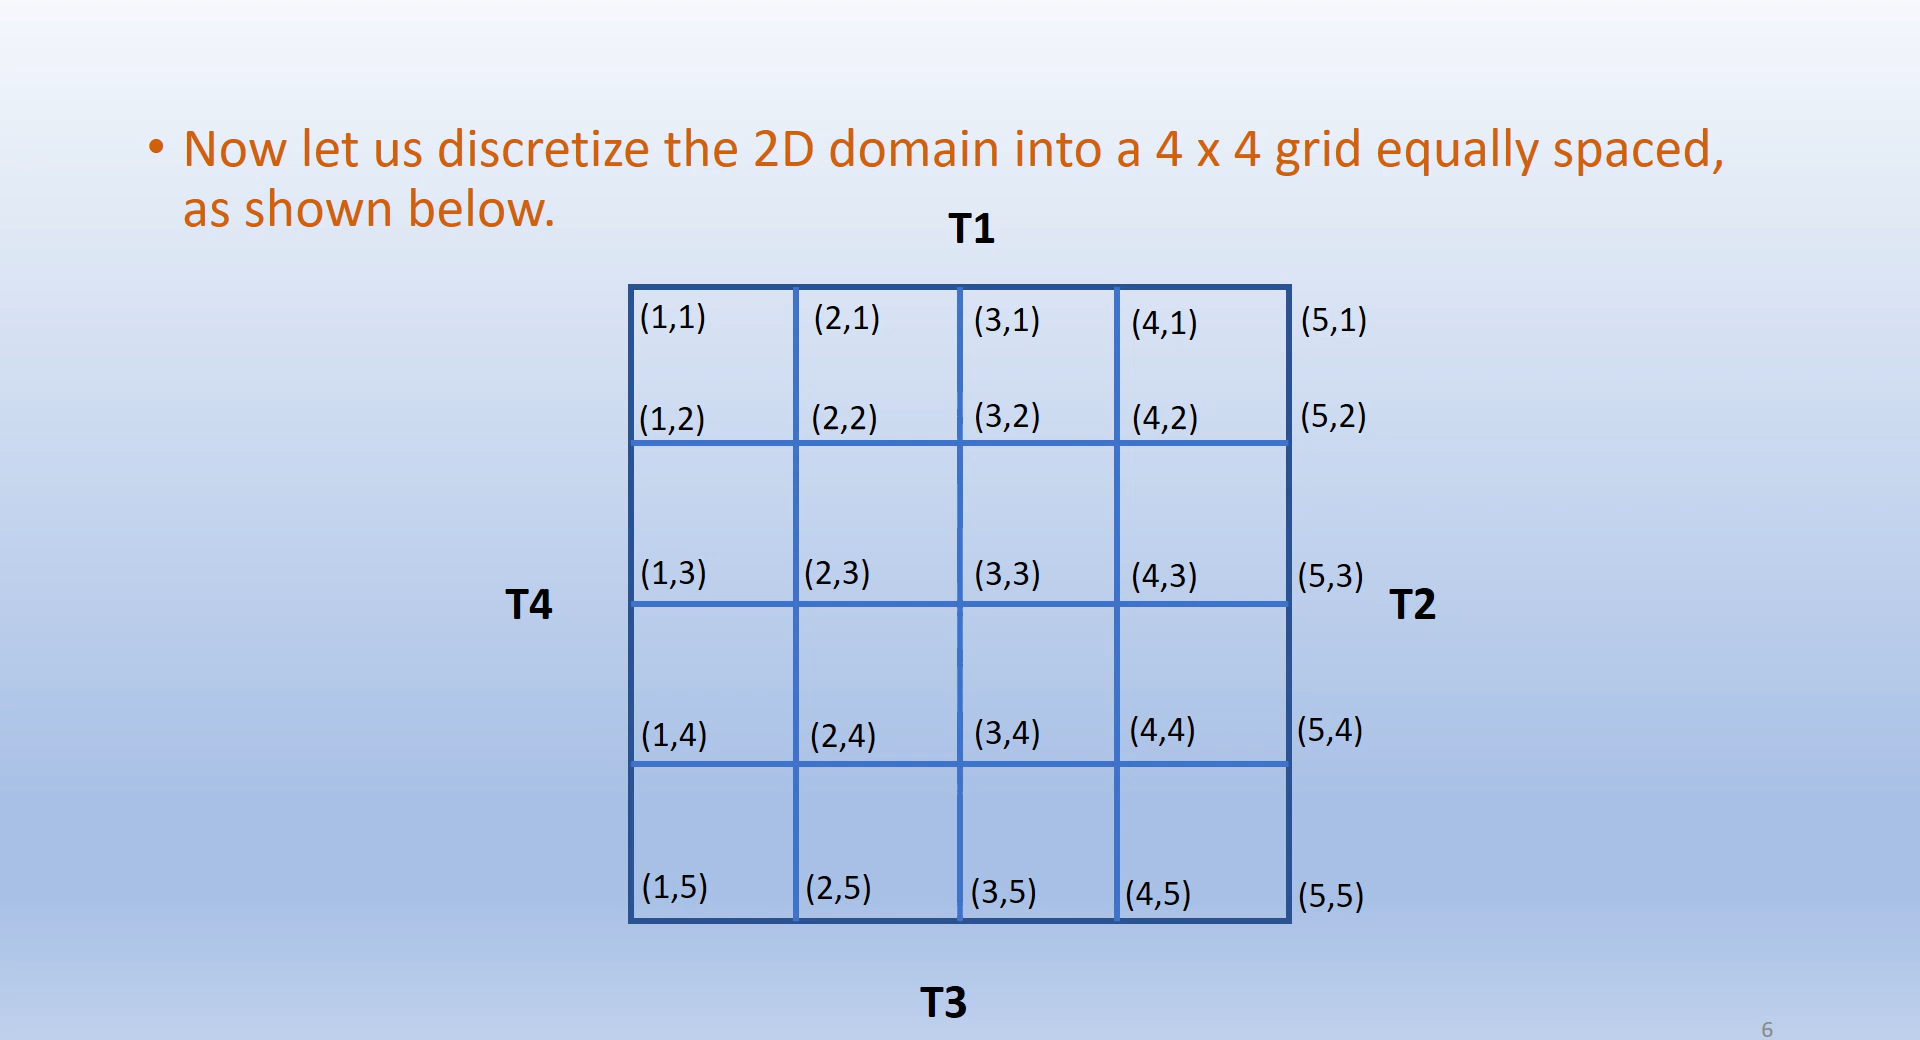 • Now let us discretize the 2D domain into a 4 x 4 grid equally spaced,
as shown below.
T1
(1,1) (2,1) (3,1) (4,1) (5,1)
(1,2) (2,2) (3,2) (4,2) (5,2)
(1,3) (2,3) (3,3) (4,3) (5,3)
T4 T2
(1,4) (2,4) (3,4) (4,4) (5,4)
(1,5) (2,5) (3,5) (4,5) (5,5)
T3
6